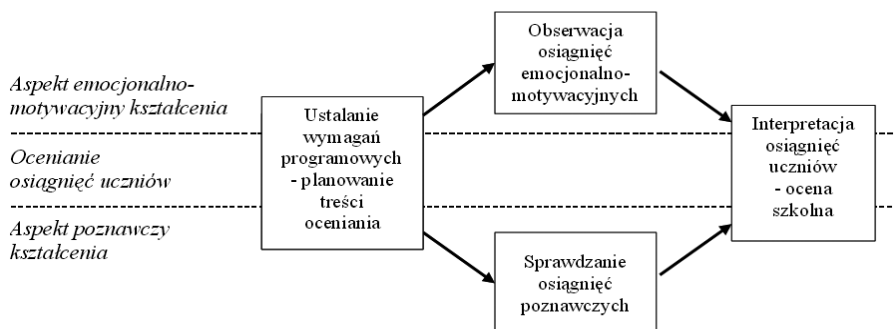 Aspekt emocjonalno-
motywacyjny kształcenia
Ocenianie
osiągnięć uczniów
Aspekt poznawczy
kształcenia
Ustalanie
wymagań
programowych
- planowanie
treści
oceniania
Obserwacja
osiągnięć
emocjonalno-
motywacyjnych
Sprawdzanie
osiągnięć
poznawczych
Interpretacja
osiągnięć
uczniów
- ocena
szkolna